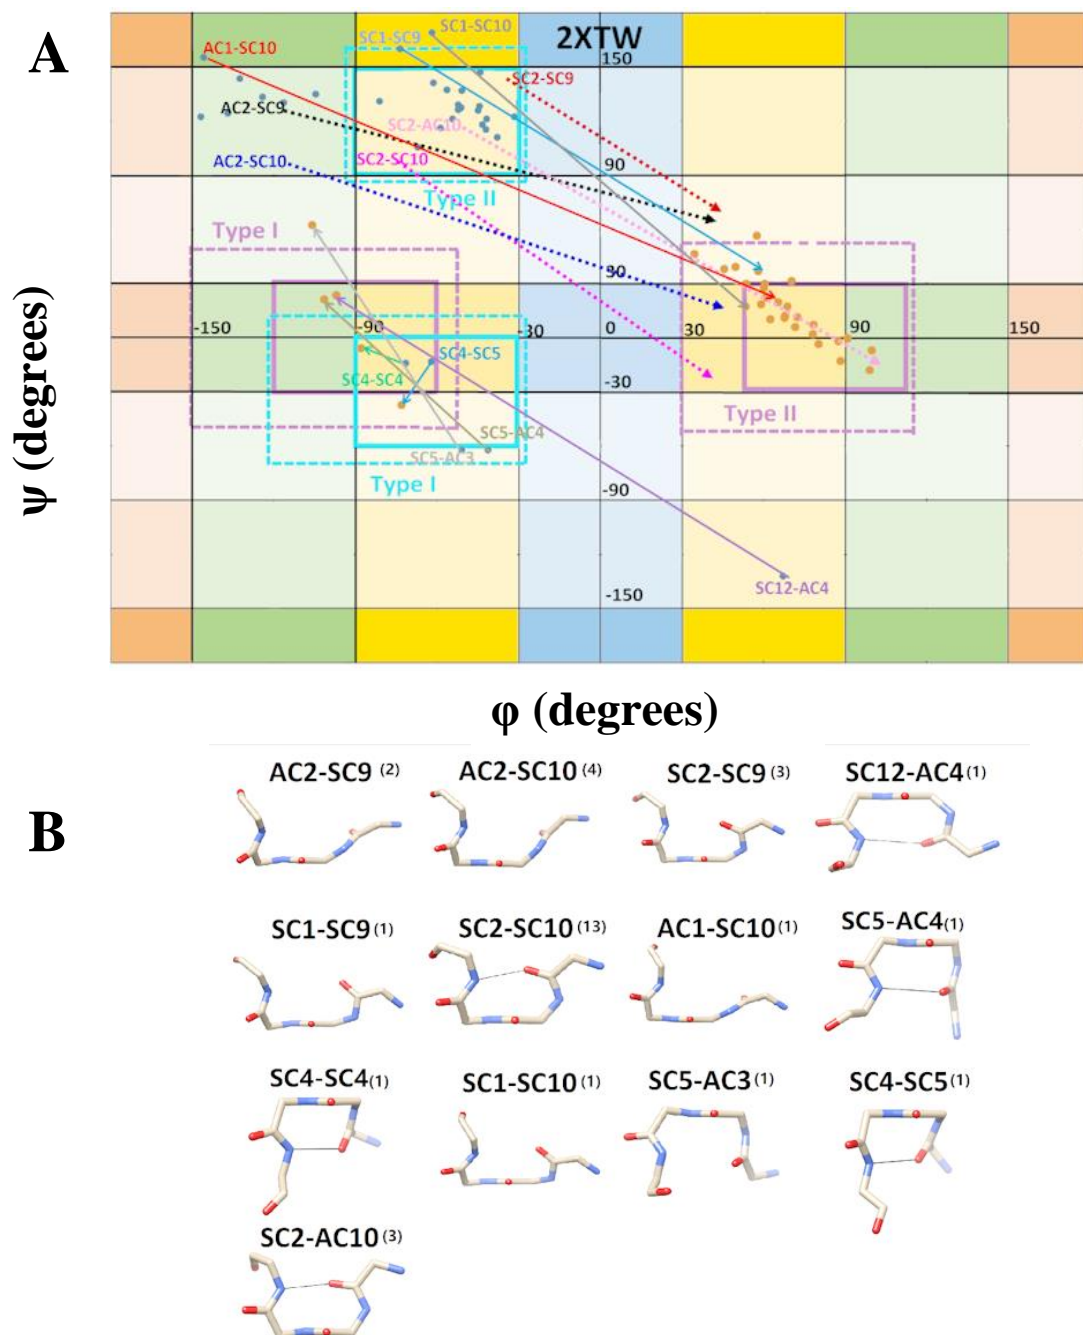 A
2XTW
SC1-SC10
SC1-SC9
AC1-SC10
150
SC2-SC9
AC2-SC9
SC2-AC10
AC2-SC10
SC2-SC10
90
Type II
Type I
30
-150
-90
-30
0
30
90
150
SC4-SC5
SC4-SC4
-30
Type II
SC5-AC4
SC5-AC3
Type I
-90
SC12-AC4
-150
ψ (degrees)
φ (degrees)
B
AC2-SC9 (2)
AC2-SC10 (4)
SC2-SC9 (3)
SC12-AC4 (1)
SC1-SC9 (1)
SC2-SC10 (13)
AC1-SC10 (1)
SC5-AC4 (1)
SC4-SC4 (1)
SC1-SC10 (1)
SC5-AC3 (1)
SC4-SC5 (1)
SC2-AC10 (3)